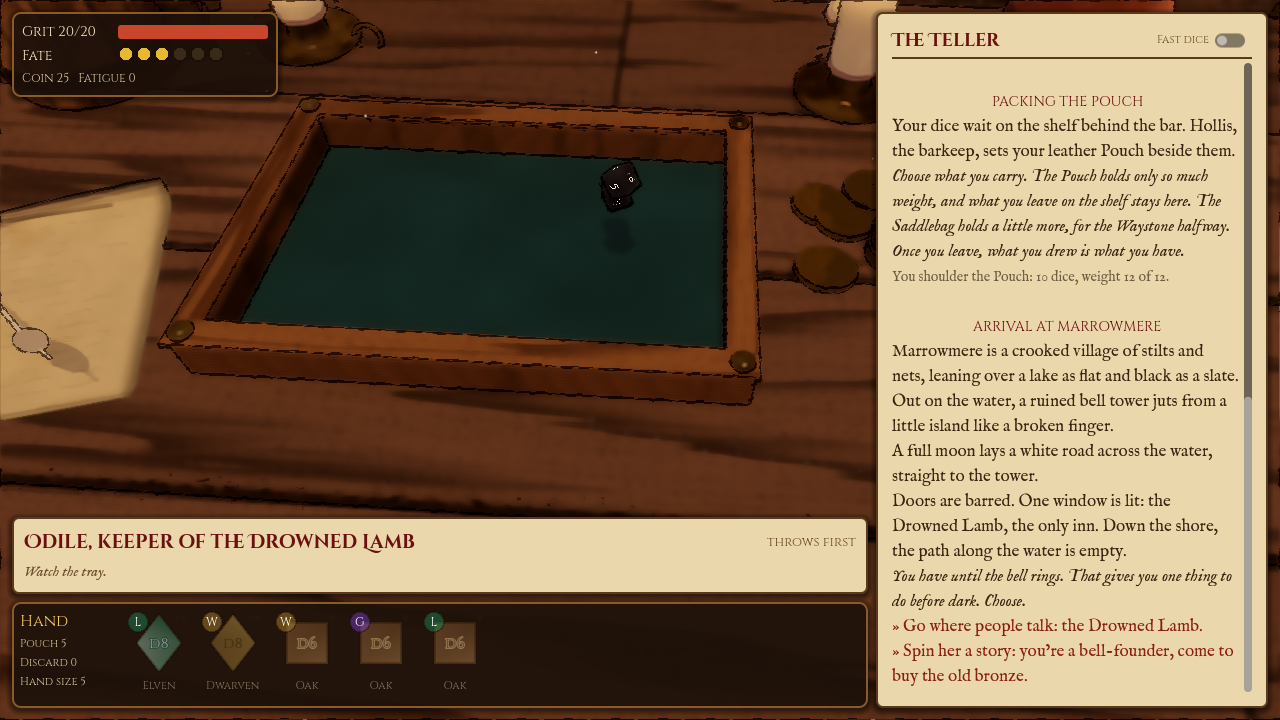 Grit 20/20
Fate
Coin 25 Fatigue 0
The Teller
Fast dice
Packing the Pouch
Your dice wait on the shelf behind the bar. Hollis,
the barkeep, sets your leather Pouch beside them.
Choose what you carry. The Pouch holds only so much
weight, and what you leave on the shelf stays here. The
Saddlebag holds a little more, for the Waystone halfway.
Once you leave, what you drew is what you have.
You shoulder the Pouch: 10 dice, weight 12 of 12.
Arrival at Marrowmere
Marrowmere is a crooked village of stilts and
nets, leaning over a lake as flat and black as a slate.
Out on the water, a ruined bell tower juts from a
little island like a broken finger.
A full moon lays a white road across the water,
straight to the tower.
Doors are barred. One window is lit: the
Drowned Lamb, the only inn. Down the shore,
the path along the water is empty.
You have until the bell rings. That gives you one thing to
do before dark. Choose.
» Go where people talk: the Drowned Lamb.
» Spin her a story: you're a bell-founder, come to
buy the old bronze.
Odile, Keeper of the Drowned Lamb
Throws first
Watch the tray.
Hand
Pouch 5
Discard 0
Hand size 5
L D8 Elven
W D8 Dwarven
W D6 Oak
G D6 Oak
L D6 Oak